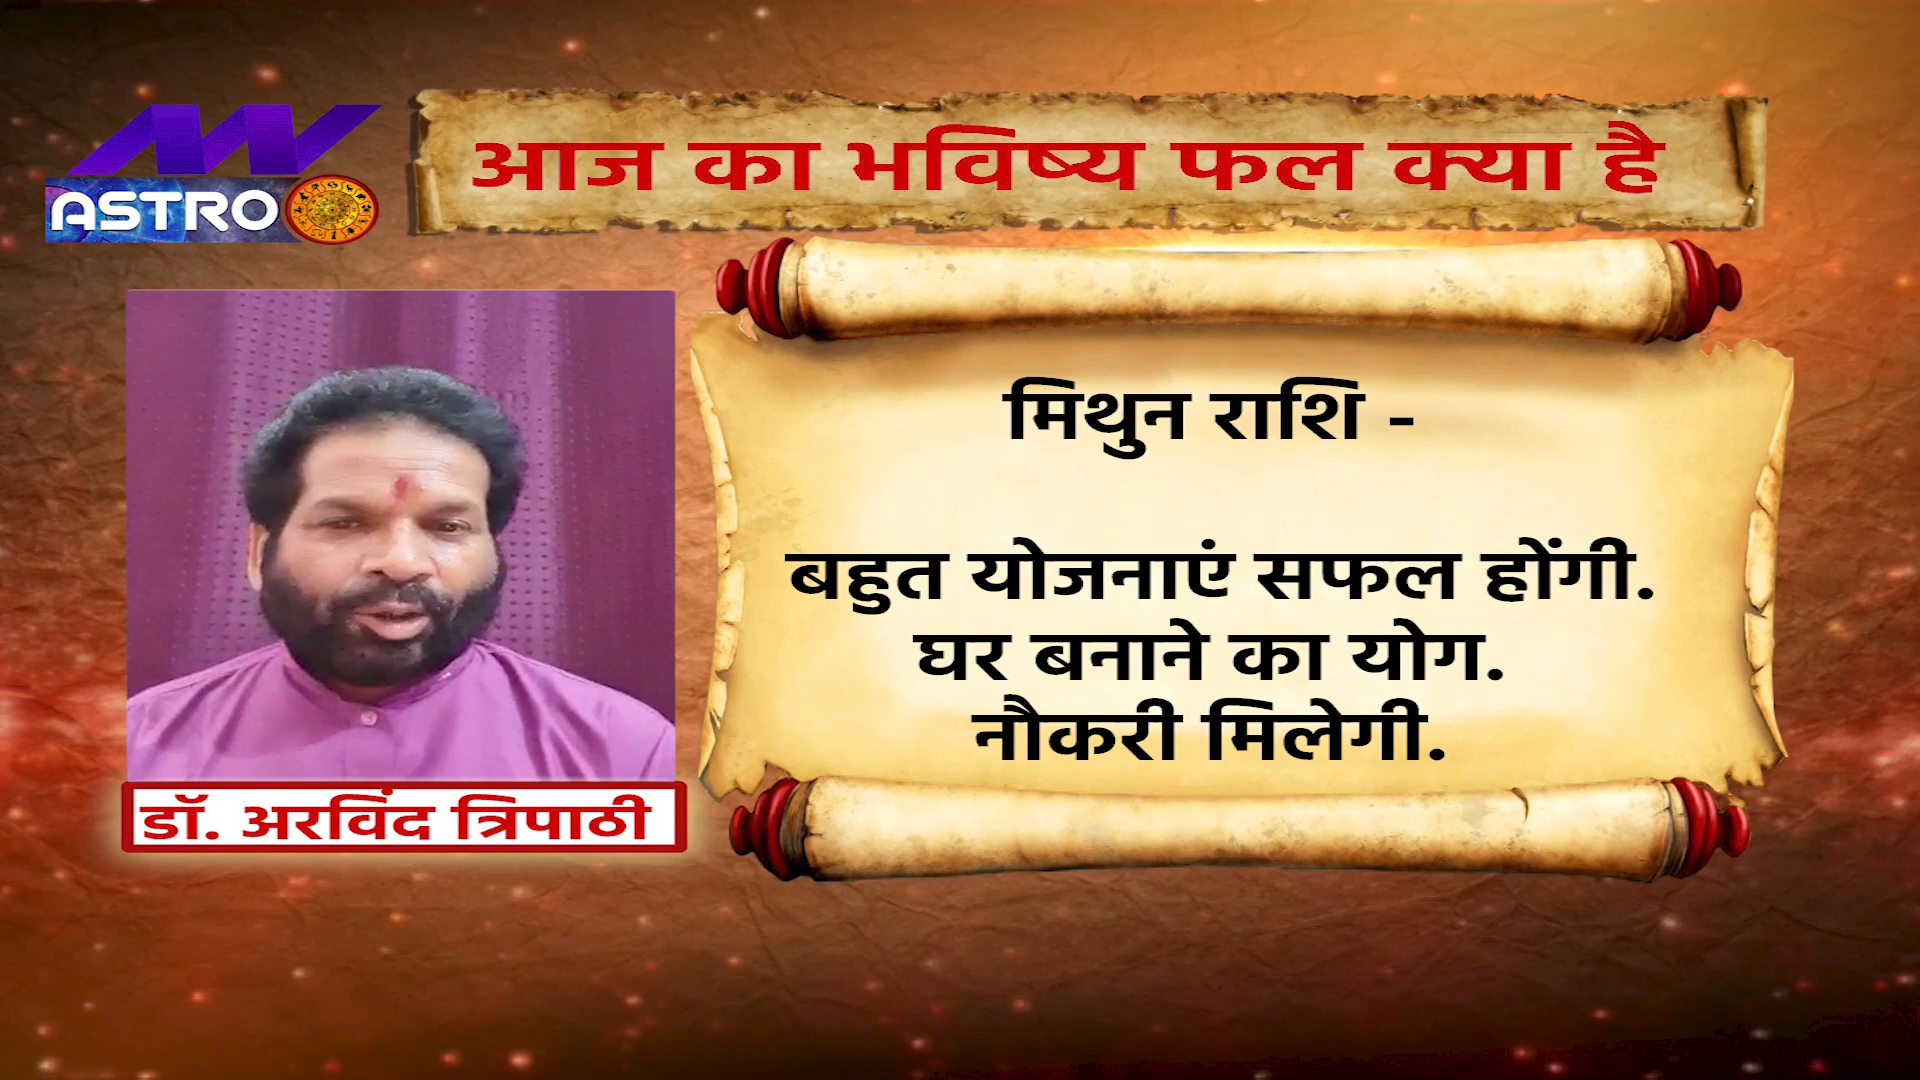 ASTRO
आज का भविष्य फल क्या है
मिथुन राशि -
बहुत योजनाएं सफल होंगी.
घर बनाने का योग.
नौकरी मिलेगी.
डॉ. अरविंद त्रिपाठी